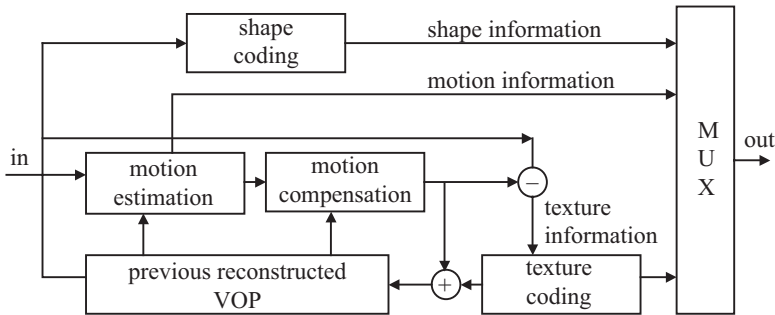 shape
coding
shape information
motion information
in
motion
estimation
motion
compensation
−
texture
information
M
U
X
out
previous reconstructed
VOP
+
texture
coding